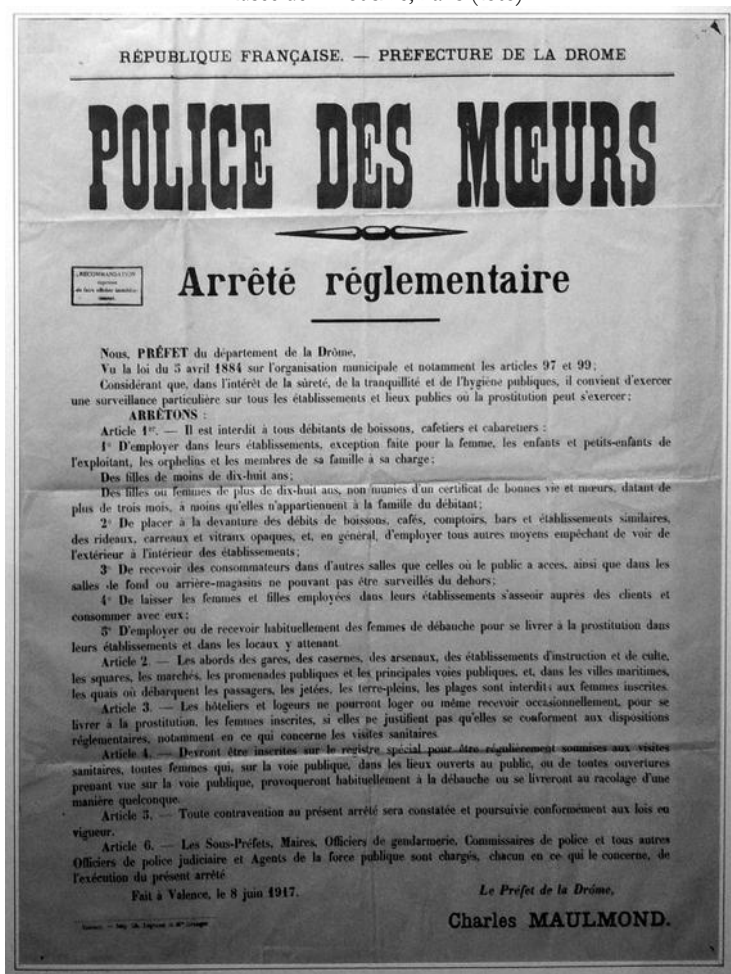 RÉPUBLIQUE FRANÇAISE. — PRÉFECTURE DE LA DROME
POLICE DES MŒURS
RECOMMANDATION
Arrêté réglementaire
Nous, PRÉFET du département de la Drôme,
Vu la loi du 5 avril 1884 sur l'organisation municipale et notamment les articles 97 et 99;
Considérant que, dans l'intérêt de la sûreté, de la tranquillité et de l'hygiène publiques, il convient d'exercer
une surveillance particulière sur tous les établissements et lieux publics où la prostitution peut s'exercer;
ARRÊTONS :
Article 1er. — Il est interdit à tous débitants de boissons, cafetiers et cabaretiers :
1° D'employer dans leurs établissements, exception faite pour la femme, les enfants et petits-enfants de
l'exploitant, les orphelins et les membres de sa famille à sa charge;
Des filles de moins de dix-huit ans;
Des filles ou femmes de plus de dix-huit ans, non munies d'un certificat de bonnes vie et mœurs, datant de
plus de trois mois, à moins qu'elles n'appartiennent à la famille du débitant;
2° De placer à la devanture des débits de boissons, cafés, comptoirs, bars et établissements similaires,
des rideaux, carreaux et vitraux opaques, et, en général, d'employer tous autres moyens empêchant de voir de
l'extérieur à l'intérieur des établissements;
3° De recevoir des consommateurs dans d'autres salles que celles où le public a acces, ainsi que dans les
salles de fond ou arrière-magasins ne pouvant pas être surveillés du dehors;
4° De laisser les femmes et filles employées dans leurs établissements s'asseoir auprès des clients et
consommer avec eux;
5° D'employer ou de recevoir habituellement des femmes de débauche pour se livrer à la prostitution dans
leurs établissements et dans les locaux y attenant.
Article 2. — Les abords des gares, des casernes, des arsenaux, des établissements d'instruction et de culte,
les squares, les marchés, les promenades publiques et les principales voies publiques, et, dans les villes maritimes,
les quais où débarquent les passagers, les jetées, les terre-pleins, les plages sont interdits aux femmes inscrites.
Article 3. — Les hôteliers et logeurs ne pourront loger ou même recevoir occasionnellement, pour se
livrer à la prostitution, les femmes inscrites, si elles ne justifient pas qu'elles se conforment aux dispositions
réglementaires, notamment en ce qui concerne les visites sanitaires.
Article 4. — Devront être inscrites sur le registre spécial pour être régulièrement soumises aux visites
sanitaires, toutes femmes qui, sur la voie publique, dans les lieux ouverts au public, ou de toutes ouvertures
prenant vue sur la voie publique, provoqueront habituellement à la débauche ou se livreront au racolage d'une
manière quelconque.
Article 5. — Toute contravention au présent arrêté sera constatée et poursuivie conformément aux lois en
vigueur.
Article 6. — Les Sous-Préfets, Maires, Officiers de gendarmerie, Commissaires de police et tous autres
Officiers de police judiciaire et Agents de la force publique sont chargés, chacun en ce qui le concerne, de
l'exécution du présent arrêté.
Fait à Valence, le 8 juin 1917.
Le Préfet de la Drôme,
Charles MAULMOND.